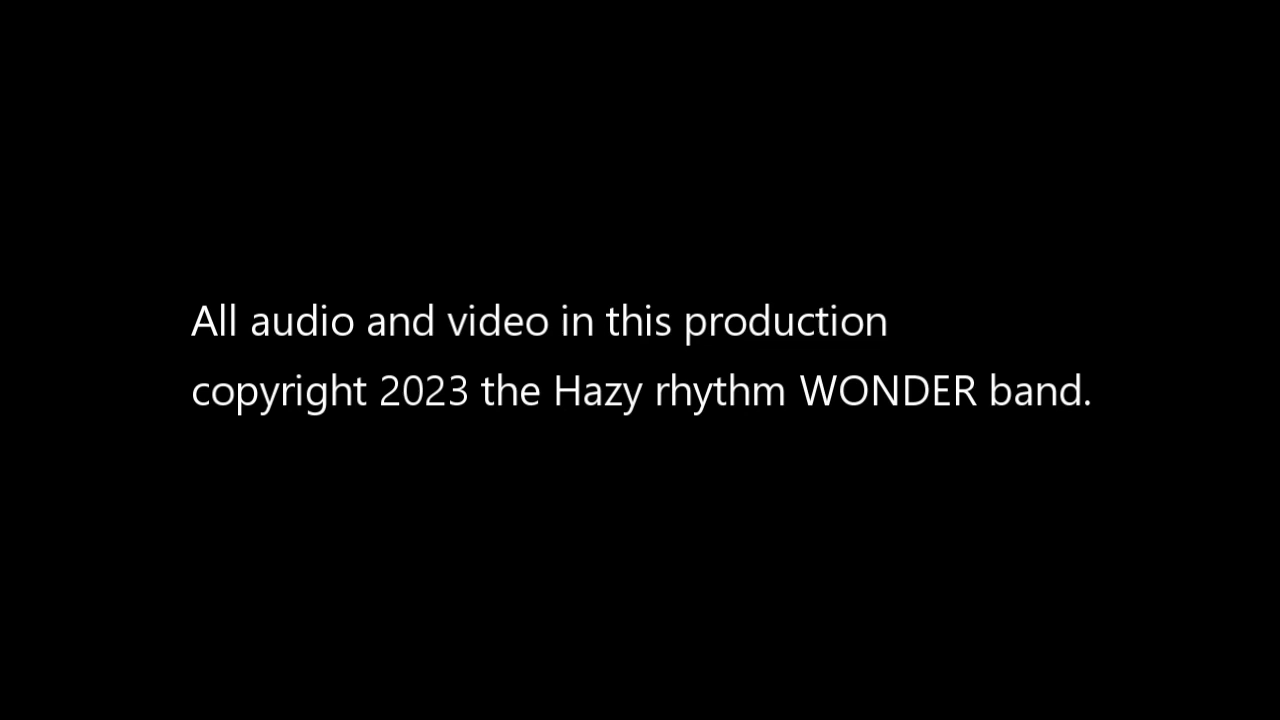 All audio and video in this production
copyright 2023 the Hazy rhythm WONDER band.